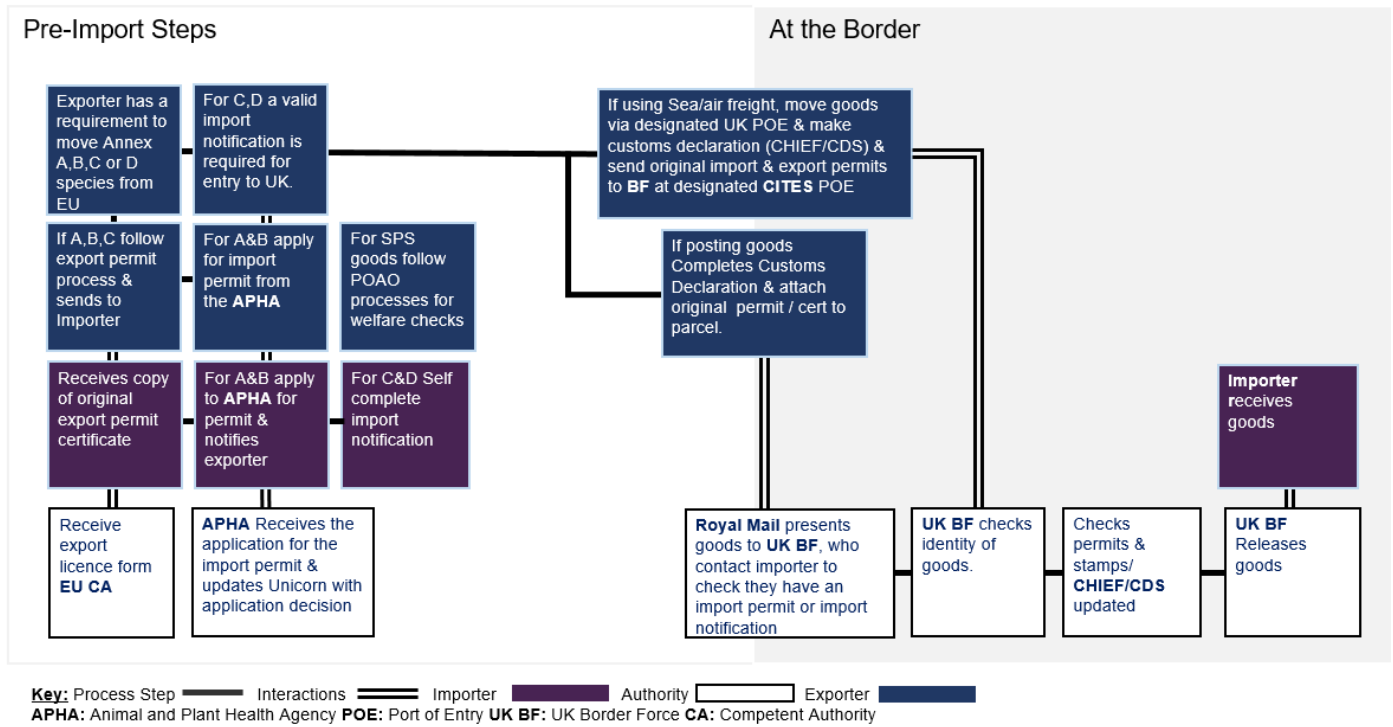 Pre-Import Steps
At the Border
Exporter has a
requirement to
move Annex
A,B,C or D
species from
EU
For C,D a valid
import
notification is
required for
entry to UK.
If using Sea/air freight, move goods
via designated UK POE & make
customs declaration (CHIEF/CDS) &
send original import & export permits
to BF at designated CITES POE
If A,B,C follow
export permit
process &
sends to
Importer
For A&B apply
for import
permit from
the APHA
For SPS
goods follow
POAO
processes for
welfare checks
If posting goods
Completes Customs
Declaration & attach
original permit / cert to
parcel.
Receives copy
of original
export permit
certificate
For A&B apply
to APHA for
permit &
notifies
exporter
For C&D Self
complete
import
notification
Importer
receives
goods
Receive
export
licence form
EU CA
APHA Receives the
application for the
import permit &
updates Unicorn with
application decision
Royal Mail presents
goods to UK BF, who
contact importer to
check they have an
import permit or import
notification
UK BF checks
identity of
goods.
Checks
permits &
stamps/
CHIEF/CDS
updated
UK BF
Releases
goods
Key: Process Step Interactions Importer Authority Exporter
APHA: Animal and Plant Health Agency POE: Port of Entry UK BF: UK Border Force CA: Competent Authority